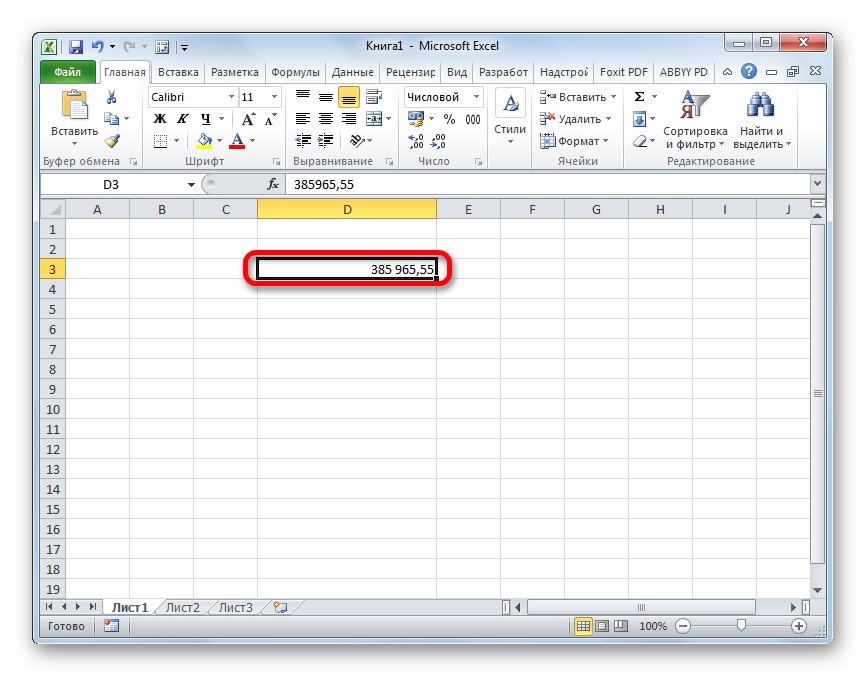 Книга1 - Microsoft Excel
Файл Главная Вставка Разметка Формулы Данные Рецензир Вид Разработ Надстрой Foxit PDF ABBYY PD
Вставить
Calibri 11
Ж К Ч А А
А
Числовой
% 000
,0 ,00
,00 ,0
Стили
Вставить
Удалить
Формат
Σ
Сортировка
и фильтр
Найти и
выделить
Буфер обмена Шрифт Выравнивание Число Ячейки Редактирование
D3 fx 385965,55
A B C D E F G H I J
1
2
3 385 965,55
4
5
6
7
8
9
10
11
12
13
14
15
16
17
18
19
Лист1 Лист2 Лист3
Готово 100%